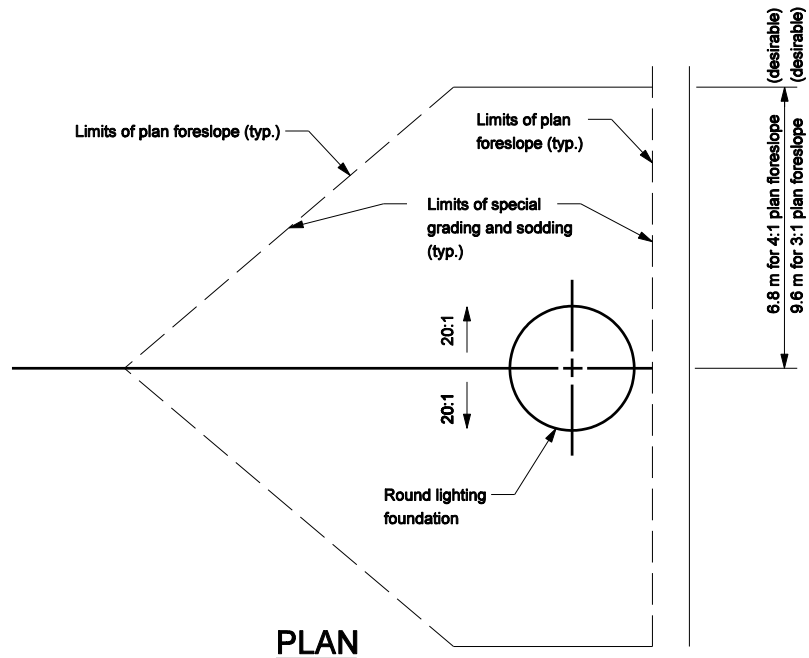 Limits of plan foreslope (typ.)
Limits of plan
foreslope (typ.)
Limits of special
grading and sodding
(typ.)
20:1
20:1
Round lighting
foundation
6.8 m for 4:1 plan floreslope (desirable)
9.6 m for 3:1 plan foreslope (desirable)
PLAN